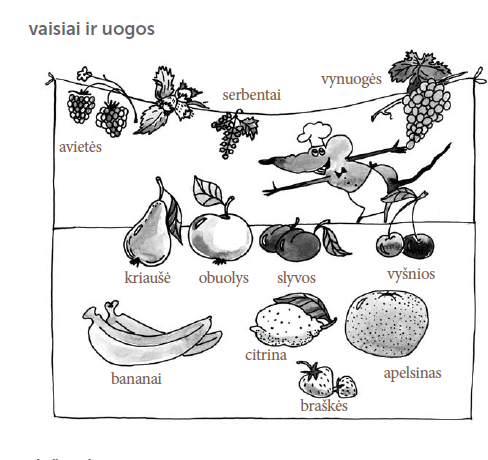 vaisiai ir uogos
serbentai
vynuogės
avietės
kriaušė
obuolys
slyvos
vyšnios
citrina
bananai
apelsinas
braškės